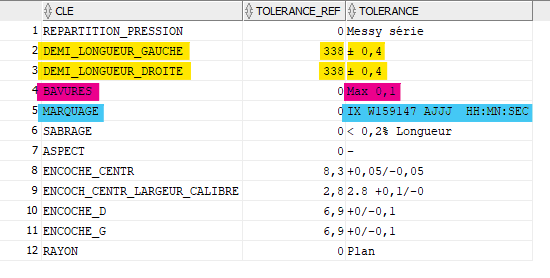 CLE TOLERANCE_REF TOLERANCE
1 REPARTITION_PRESSION 0 Messy série
2 DEMI_LONGUEUR_GAUCHE 338 ± 0,4
3 DEMI_LONGUEUR_DROITE 338 ± 0,4
4 BAVURES 0 Max 0,1
5 MARQUAGE 0 IX W159147 AJJJ HH:MN:SEC
6 SABRAGE 0 < 0,2% Longueur
7 ASPECT 0 -
8 ENCOCHE_CENTR 8,3 +0,05/-0,05
9 ENCOCH_CENTR_LARGEUR_CALIBRE 2,8 2.8 +0,1/-0
10 ENCOCHE_D 6,9 +0/-0,1
11 ENCOCHE_G 6,9 +0/-0,1
12 RAYON 0 Plan